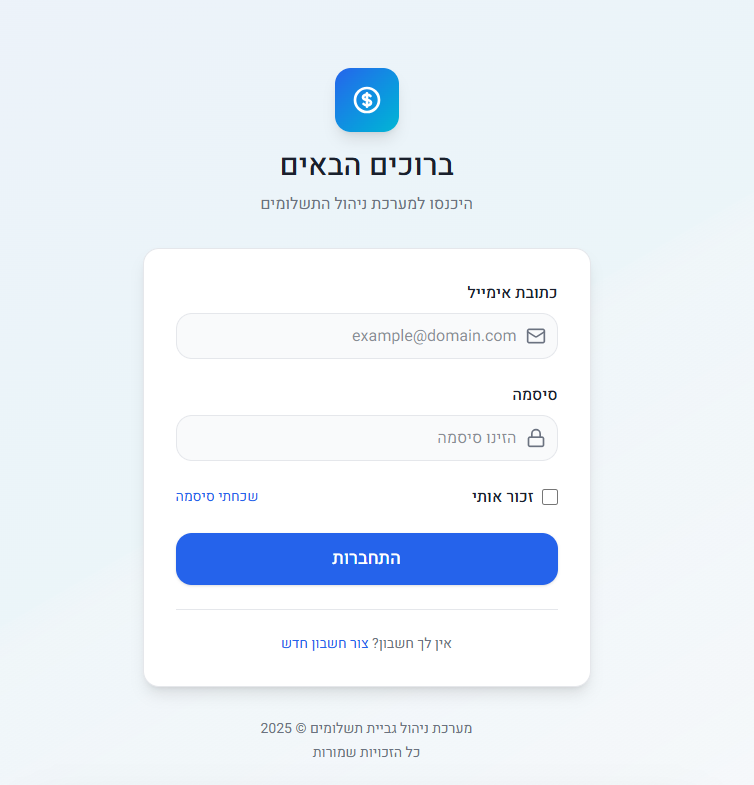 ברוכים הבאים
היכנסו למערכת ניהול התשלומים
כתובת אימייל
example@domain.com
סיסמה
הזינו סיסמה
זכור אותי
שכחתי סיסמה
התחברות
אין לך חשבון? צור חשבון חדש
מערכת ניהול גביית תשלומים © 2025
כל הזכויות שמורות